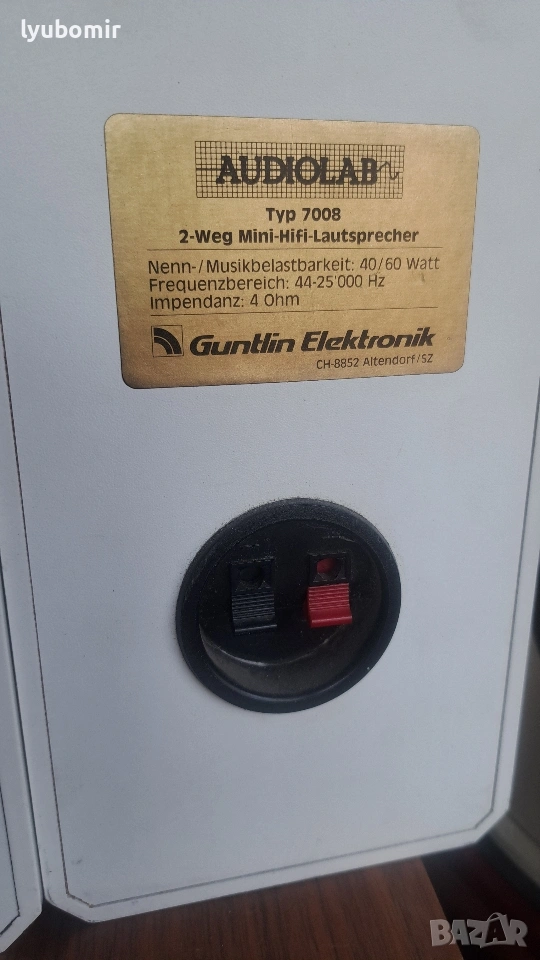 lyubomir
AUDIOLAB
Typ 7008
2-Weg Mini-Hifi-Lautsprecher
Nenn-/Musikbelastbarkeit: 40/60 Watt
Frequenzbereich: 44-25'000 Hz
Impendanz: 4 Ohm
Guntlin Elektronik
CH-8852 Altendorf/SZ
BAZAR